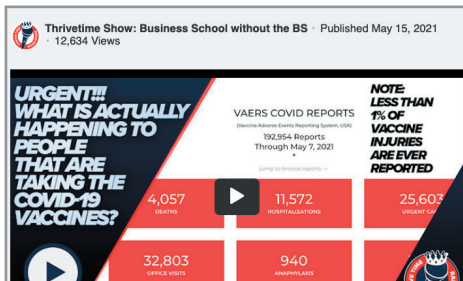 Thrivetime Show: Business School without the BS · Published May 15, 2021
· 12,634 Views
URGENT!!!
WHAT IS ACTUALLY
HAPPENING TO
PEOPLE
THAT ARE
TAKING THE
COVID-19
VACCINES?
VAERS COVID REPORTS
(Vaccine Adverse Events Reporting System, USA)
192,954 Reports
Through May 7, 2021
jump to browse reports
NOTE:
LESS THAN
1% OF
VACCINE
INJURIES
ARE EVER
REPORTED
4,057
DEATHS
11,572
HOSPITALIZATIONS
25,603
URGENT CA
32,803
OFFICE VISITS
940
ANAPHYLAXIS